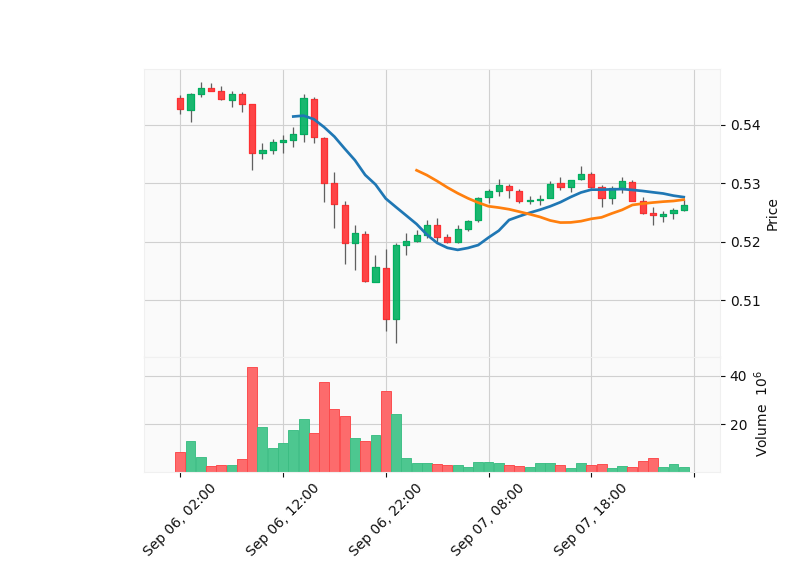 0.54
0.53
0.52
0.51
Price
40
20
Volume 10^6
Sep 06, 02:00
Sep 06, 12:00
Sep 06, 22:00
Sep 07, 08:00
Sep 07, 18:00